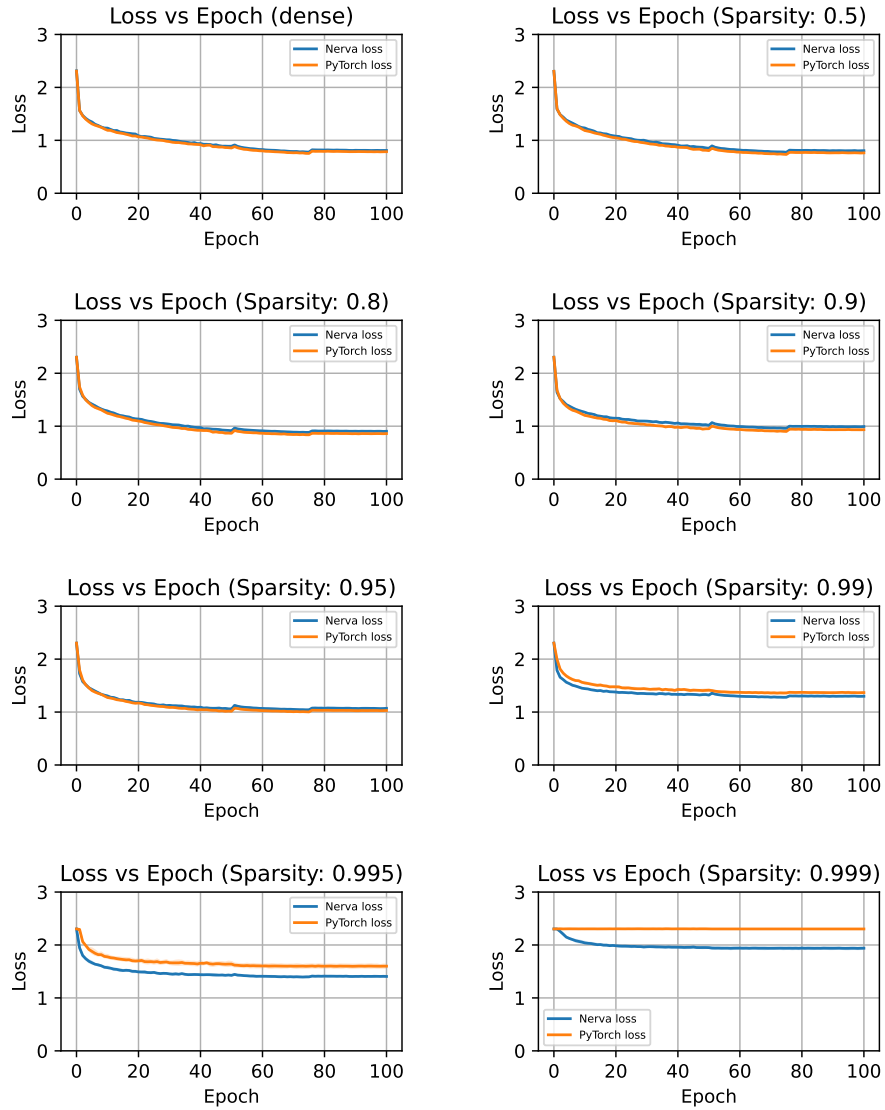 Loss vs Epoch (dense)
3
2
1
0
Loss
Nerva loss
PyTorch loss
0 20 40 60 80 100
Epoch
Loss vs Epoch (Sparsity: 0.5)
3
2
1
0
Loss
Nerva loss
PyTorch loss
0 20 40 60 80 100
Epoch
Loss vs Epoch (Sparsity: 0.8)
3
2
1
0
Loss
Nerva loss
PyTorch loss
0 20 40 60 80 100
Epoch
Loss vs Epoch (Sparsity: 0.9)
3
2
1
0
Loss
Nerva loss
PyTorch loss
0 20 40 60 80 100
Epoch
Loss vs Epoch (Sparsity: 0.95)
3
2
1
0
Loss
Nerva loss
PyTorch loss
0 20 40 60 80 100
Epoch
Loss vs Epoch (Sparsity: 0.99)
3
2
1
0
Loss
Nerva loss
PyTorch loss
0 20 40 60 80 100
Epoch
Loss vs Epoch (Sparsity: 0.995)
3
2
1
0
Loss
Nerva loss
PyTorch loss
0 20 40 60 80 100
Epoch
Loss vs Epoch (Sparsity: 0.999)
3
2
1
0
Loss
Nerva loss
PyTorch loss
0 20 40 60 80 100
Epoch